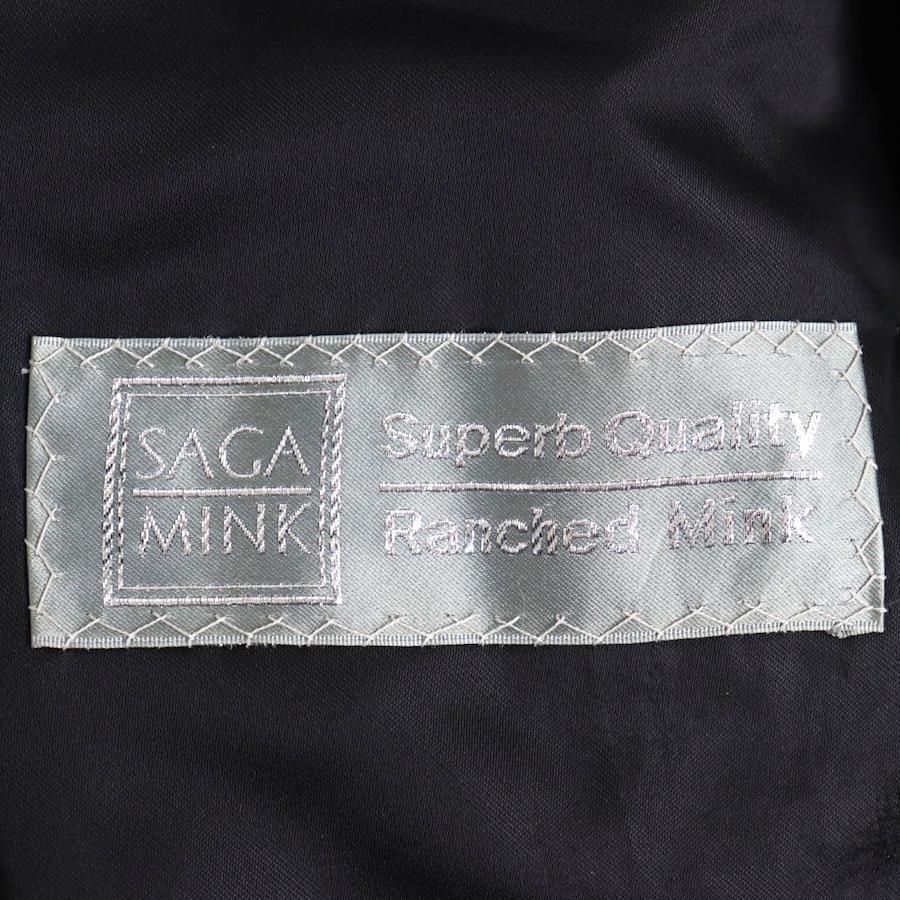 SAGA
MINK
Superb Quality
Ranched Mink